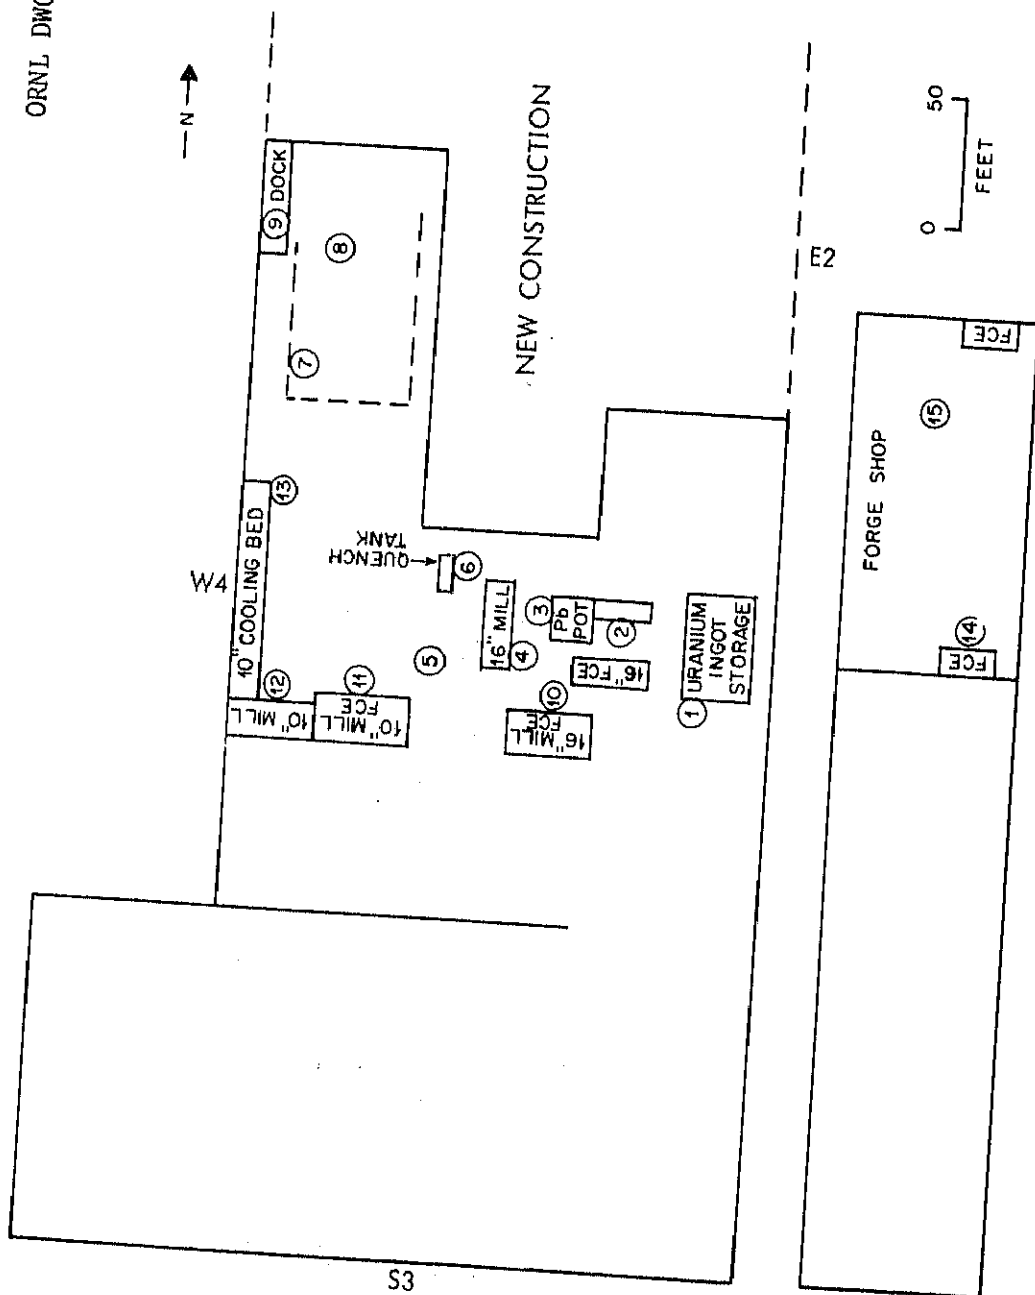 ORNL DWG
N
9 DOCK
8
7
NEW CONSTRUCTION
E2
0 50
FEET
W4
10" COOLING BED
13
QUENCH
TANK
6
12
10" MILL
11
10" MILL
FCE
5
16" MILL
4
3
Pb
POT
2
16" FCE
10
16" MILL
FCE
1
URANIUM
INGOT
STORAGE
FORGE SHOP
FCE
15
14
FCE
S3